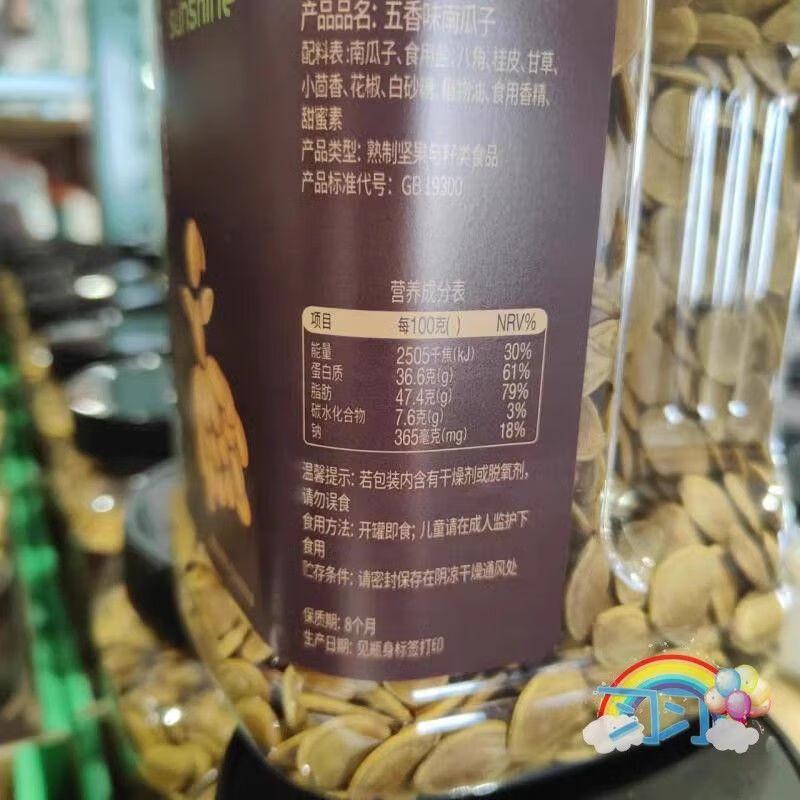 sunshine
产品品名: 五香味南瓜子
配料表:南瓜子、食用盐、八角、桂皮、甘草、
小茴香、花椒、白砂糖、植物油、食用香精、
甜蜜素
产品类型: 熟制坚果与籽类食品
产品标准代号: GB 19300
营养成分表
项目 每100克( ) NRV%
能量 2505千焦(kJ) 30%
蛋白质 36.6克(g) 61%
脂肪 47.4克(g) 79%
碳水化合物 7.6克(g) 3%
钠 365毫克(mg) 18%
温馨提示: 若包装内含有干燥剂或脱氧剂,
请勿误食
食用方法: 开罐即食; 儿童请在成人监护下
食用
贮存条件: 请密封保存在阴凉干燥通风处
保质期: 8个月
生产日期: 见瓶身标签打印